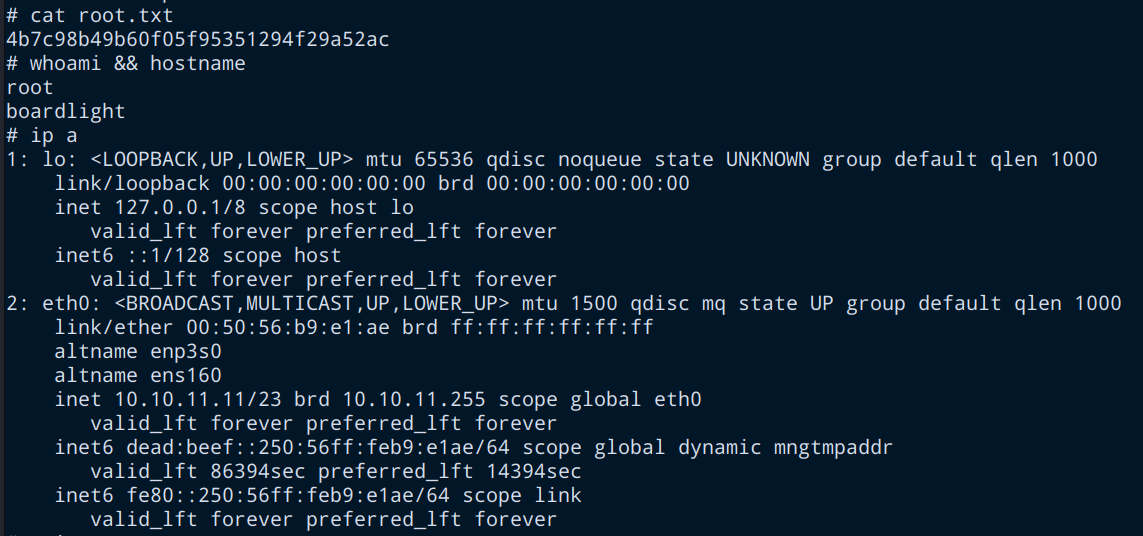 # cat root.txt
4b7c98b49b60f05f95351294f29a52ac
# whoami && hostname
root
boardlight
# ip a
1: lo: <LOOPBACK,UP,LOWER_UP> mtu 65536 qdisc noqueue state UNKNOWN group default qlen 1000
    link/loopback 00:00:00:00:00:00 brd 00:00:00:00:00:00
    inet 127.0.0.1/8 scope host lo
       valid_lft forever preferred_lft forever
    inet6 ::1/128 scope host
       valid_lft forever preferred_lft forever
2: eth0: <BROADCAST,MULTICAST,UP,LOWER_UP> mtu 1500 qdisc mq state UP group default qlen 1000
    link/ether 00:50:56:b9:e1:ae brd ff:ff:ff:ff:ff:ff
    altname enp3s0
    altname ens160
    inet 10.10.11.11/23 brd 10.10.11.255 scope global eth0
       valid_lft forever preferred_lft forever
    inet6 dead:beef::250:56ff:feb9:e1ae/64 scope global dynamic mngtmpaddr
       valid_lft 86394sec preferred_lft 14394sec
    inet6 fe80::250:56ff:feb9:e1ae/64 scope link
       valid_lft forever preferred_lft forever